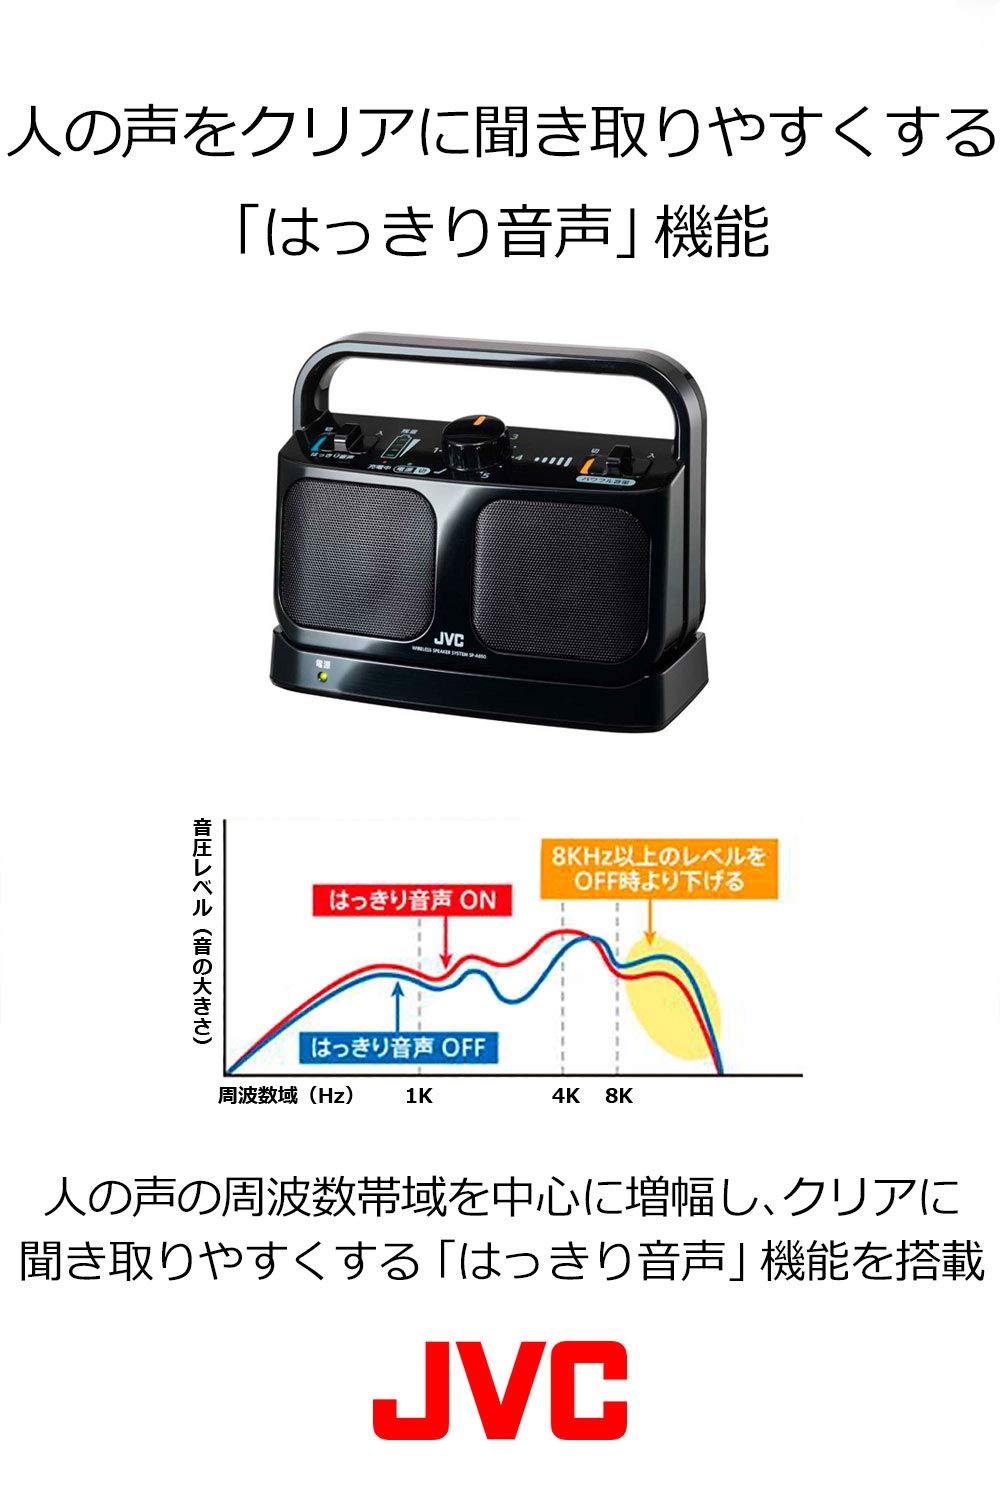 人の声をクリアに聞き取りやすくする
「はっきり音声」機能
切
入
はっきり音声
残量
充電中
電源 切
1
3
4
5
切
入
パワフル音量
JVC
WIRELESS SPEAKER SYSTEM SP-A850
電源
音圧レベル（音の大きさ）
8KHz以上のレベルを
OFF時より下げる
はっきり音声 ON
はっきり音声 OFF
周波数域（Hz） 1K 4K 8K
人の声の周波数帯域を中心に増幅し、クリアに
聞き取りやすくする「はっきり音声」機能を搭載
JVC